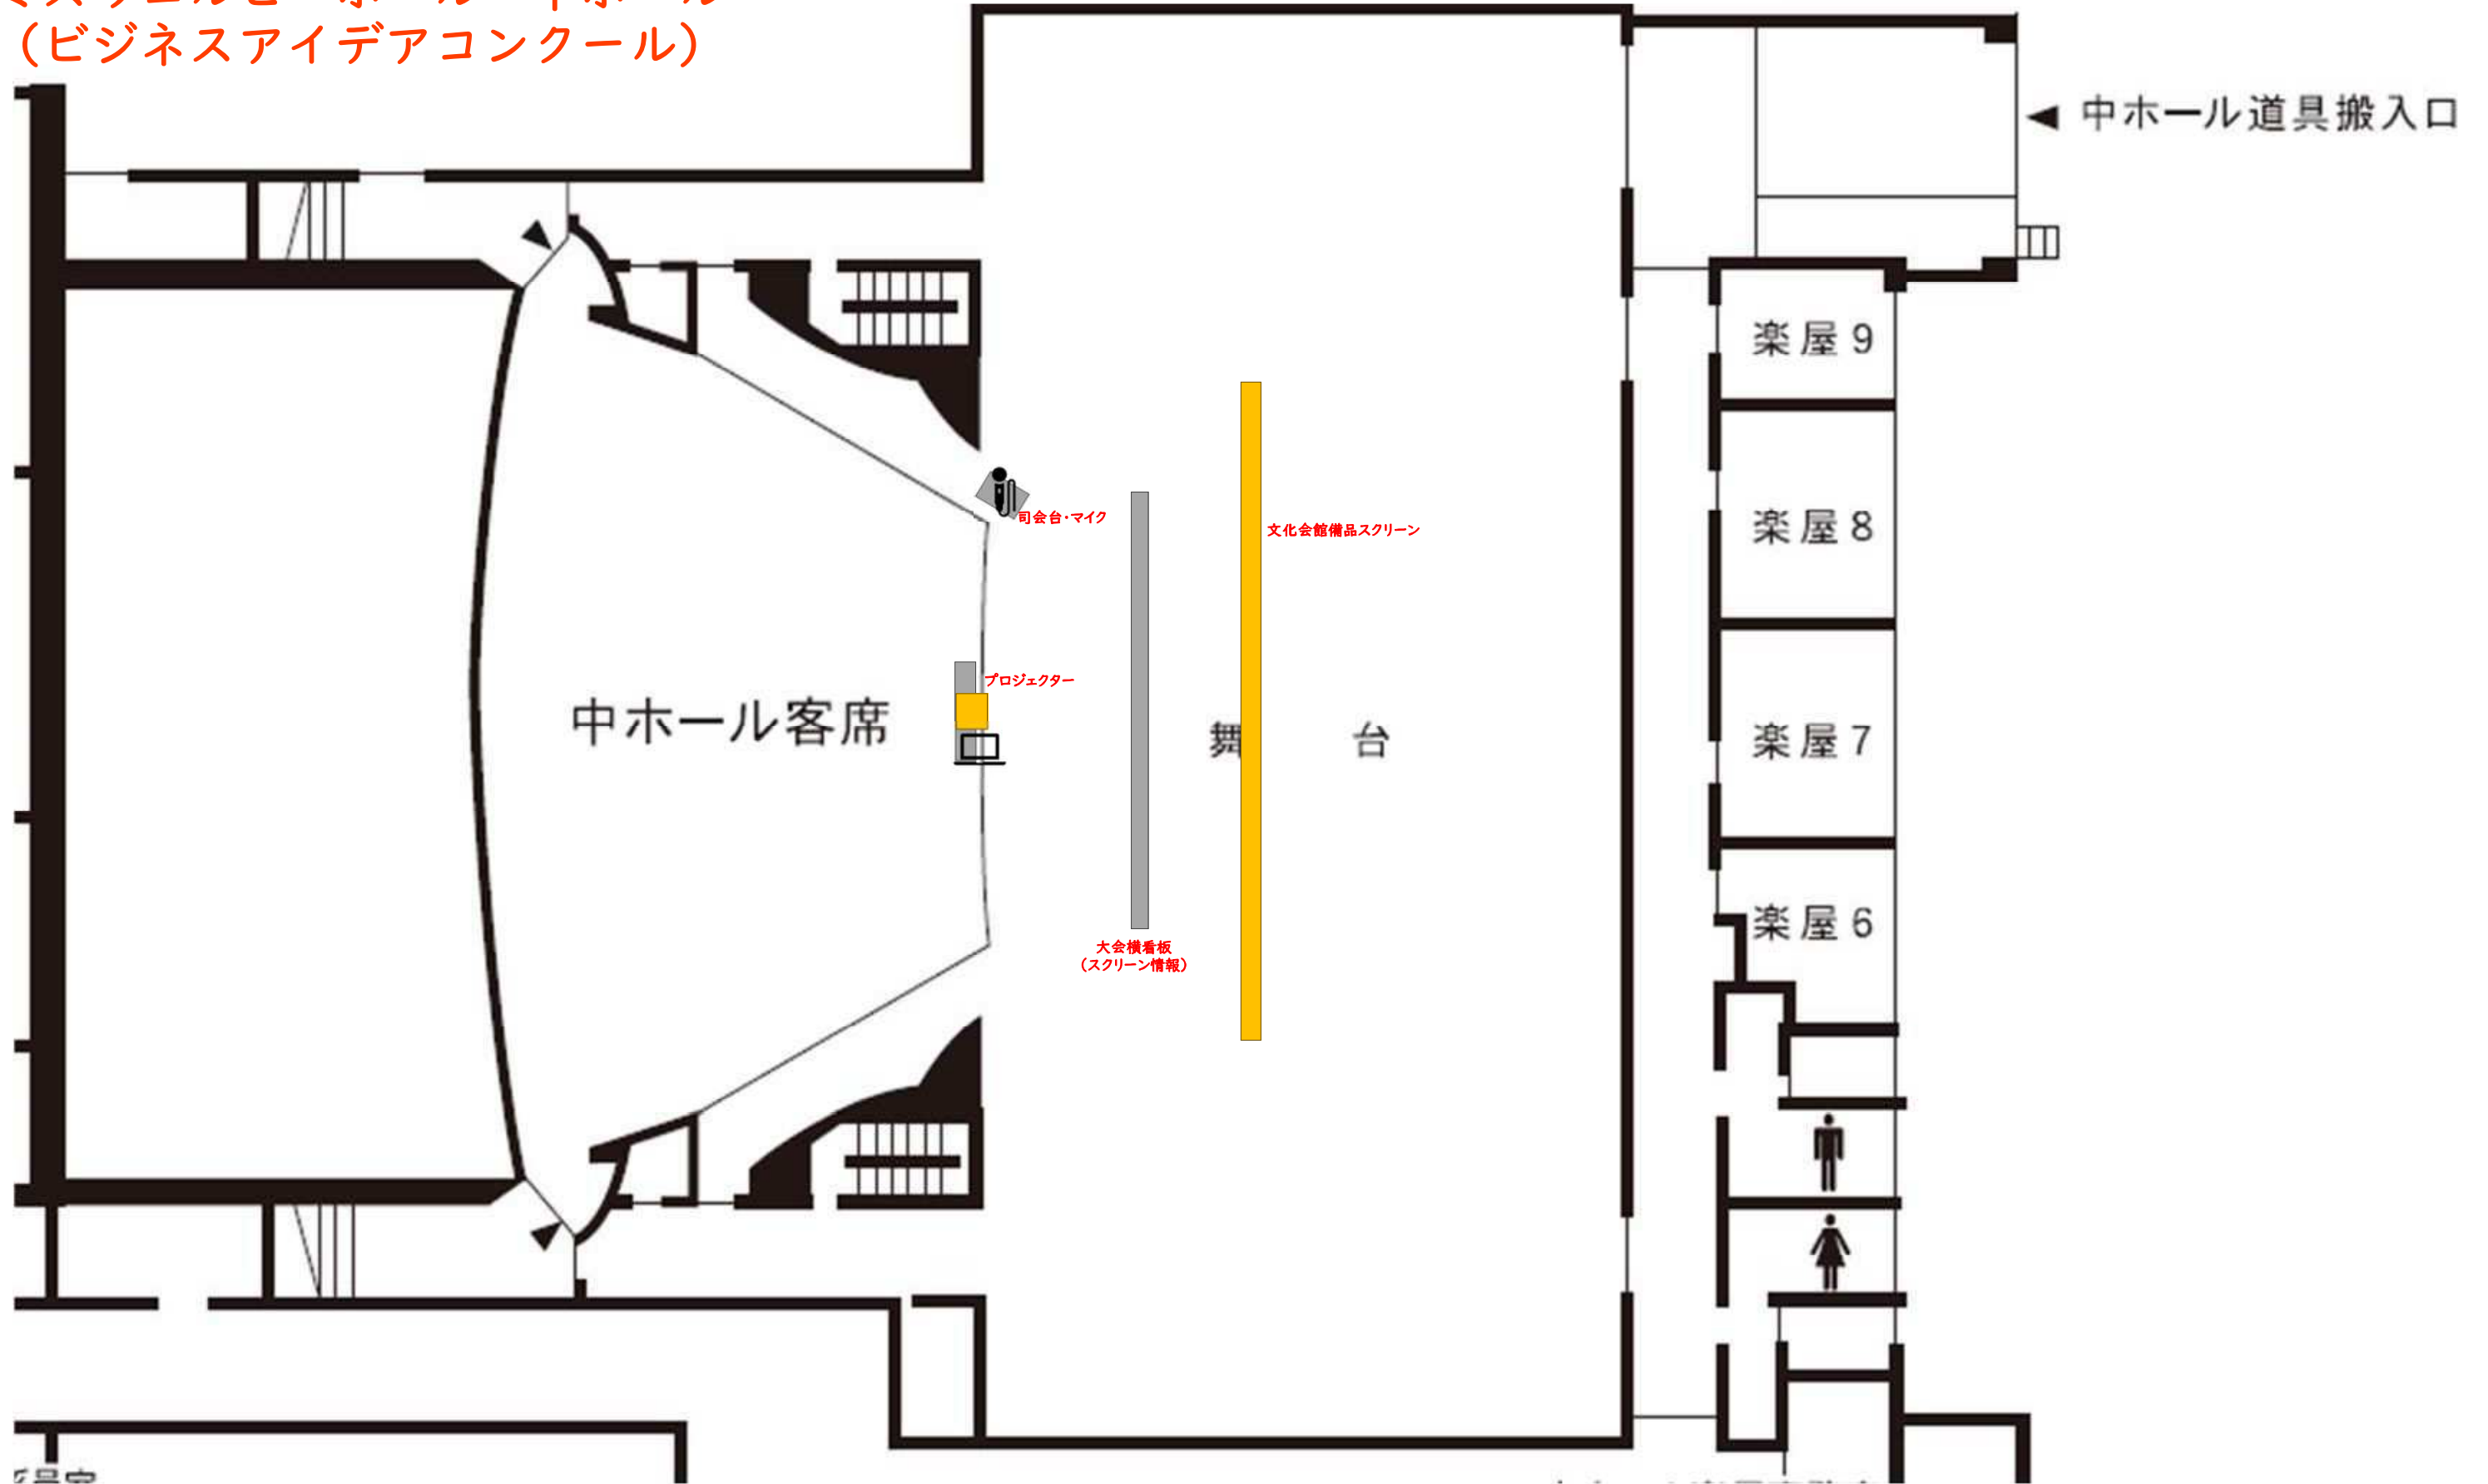 （ビジネスアイデアコンクール）
中ホール道具搬入口
楽屋9
楽屋8
司会台・マイク
文化会館備品スクリーン
プロジェクター
中ホール客席
舞台
楽屋7
楽屋6
大会横看板
（スクリーン情報）